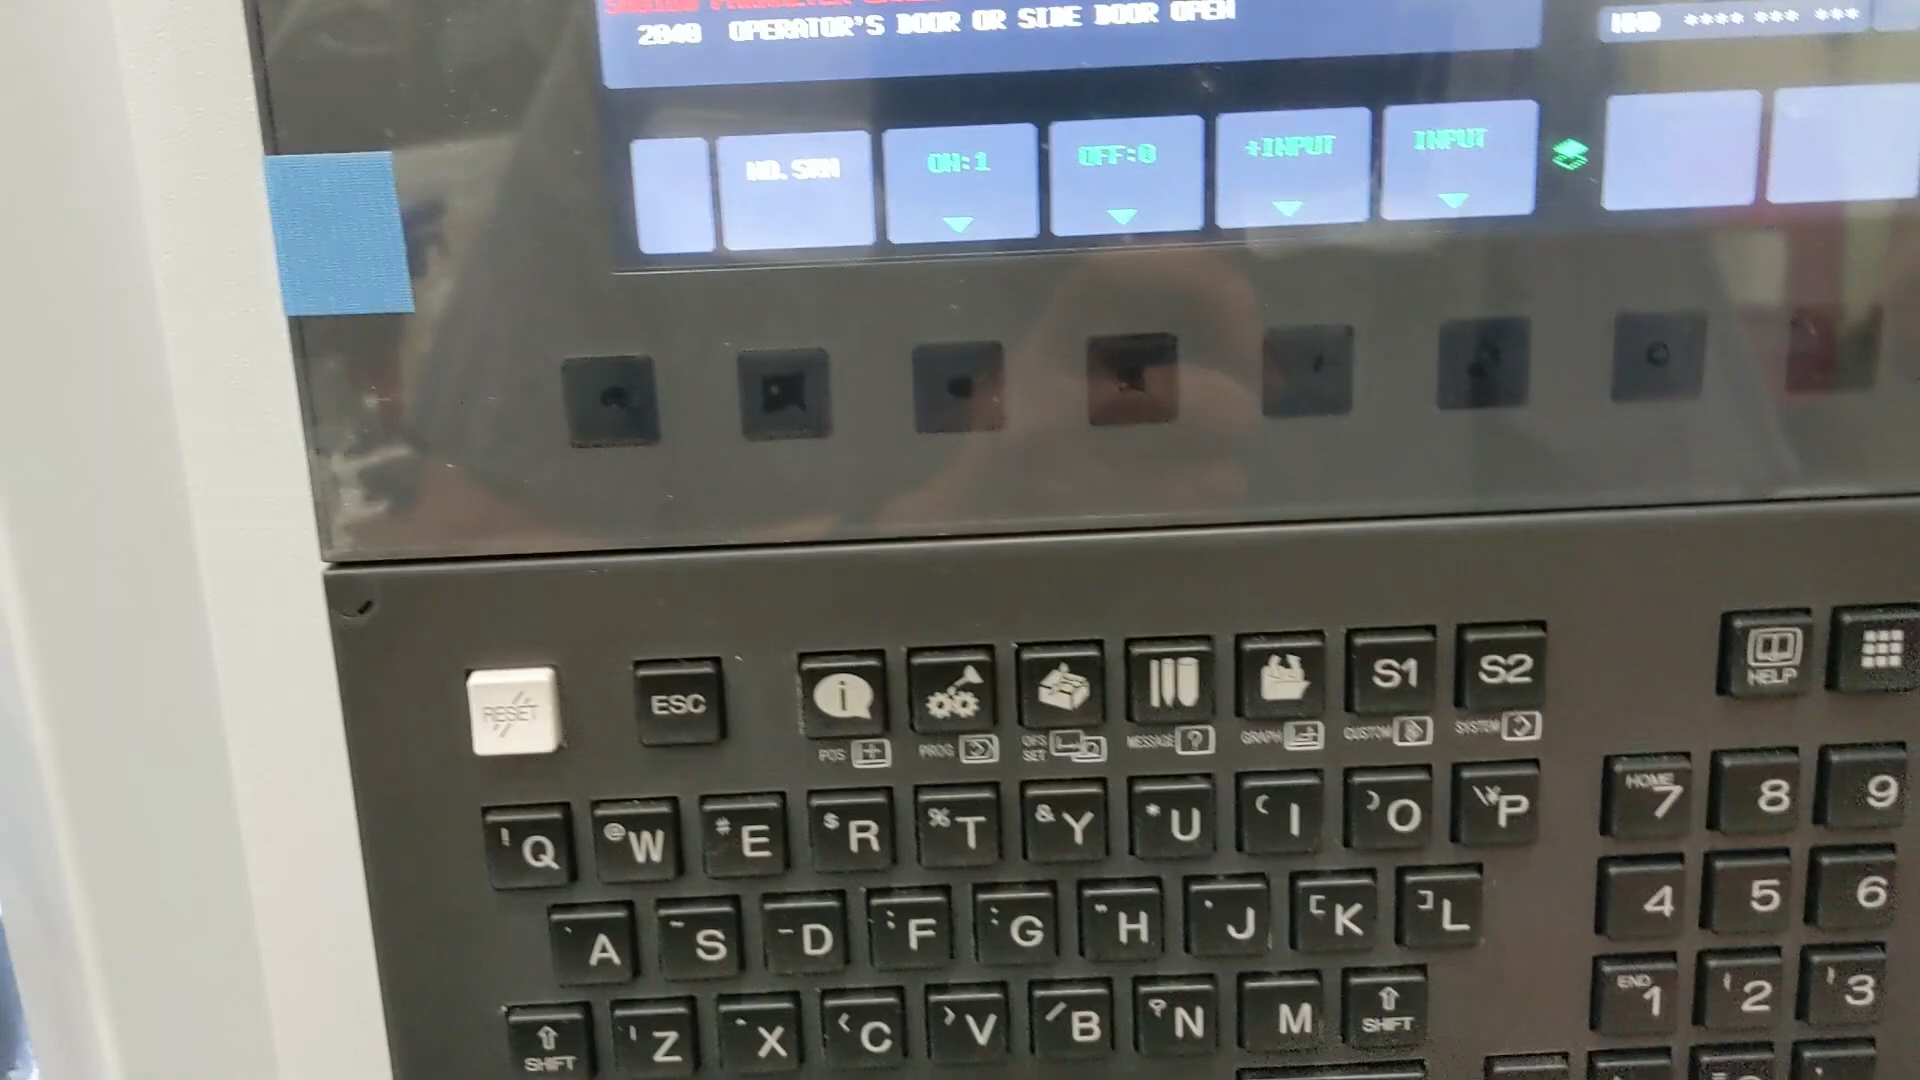 2048 OPERATOR'S DOOR OR SIDE DOOR OPEN
**** *** ***
NO.SRH ON:1 OFF:0 +INPUT INPUT
RESET ESC i S1 S2 HELP
POS PROG OFS SET MESSAGE ? GRAPH CUSTOM SYSTEM
! Q @ W # E $ R % T & Y * U ( I ) O \¥ P HOME 7 8 9
A ~ S D F G H J [ K ] L 4 5 6
SHIFT Z X < C > V / B ? N M SHIFT END 1 2 3